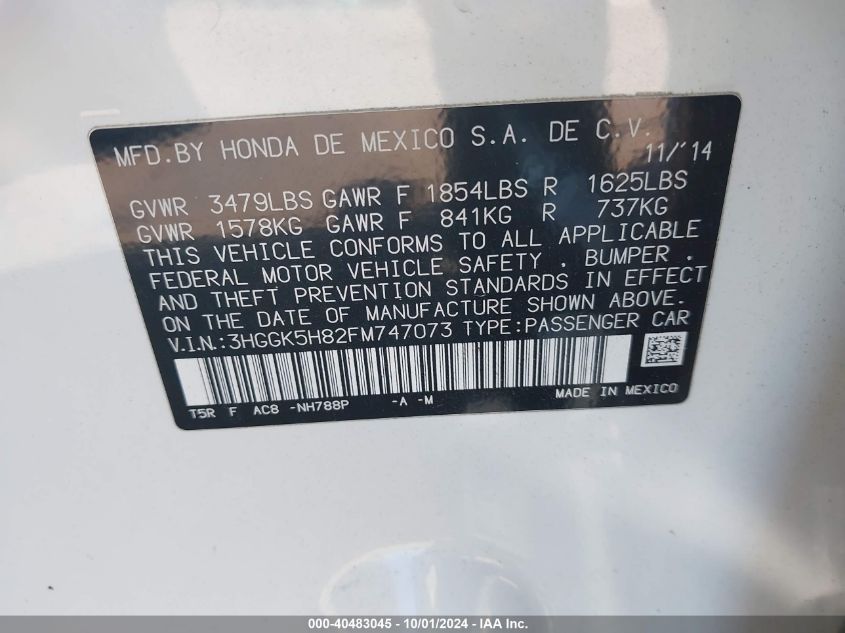 MFD.BY HONDA DE MEXICO S.A. DE C.V.
11/'14
GVWR 3479LBS GAWR F 1854LBS R 1625LBS
GVWR 1578KG GAWR F 841KG R 737KG
THIS VEHICLE CONFORMS TO ALL APPLICABLE
FEDERAL MOTOR VEHICLE SAFETY , BUMPER ,
AND THEFT PREVENTION STANDARDS IN EFFECT
ON THE DATE OF MANUFACTURE SHOWN ABOVE.
V.I.N.:3HGGK5H82FM747073 TYPE:PASSENGER CAR
T5R F AC8 -NH788P -A -M MADE IN MEXICO
000-40483045 / 10/01/2024 - IAA Inc.